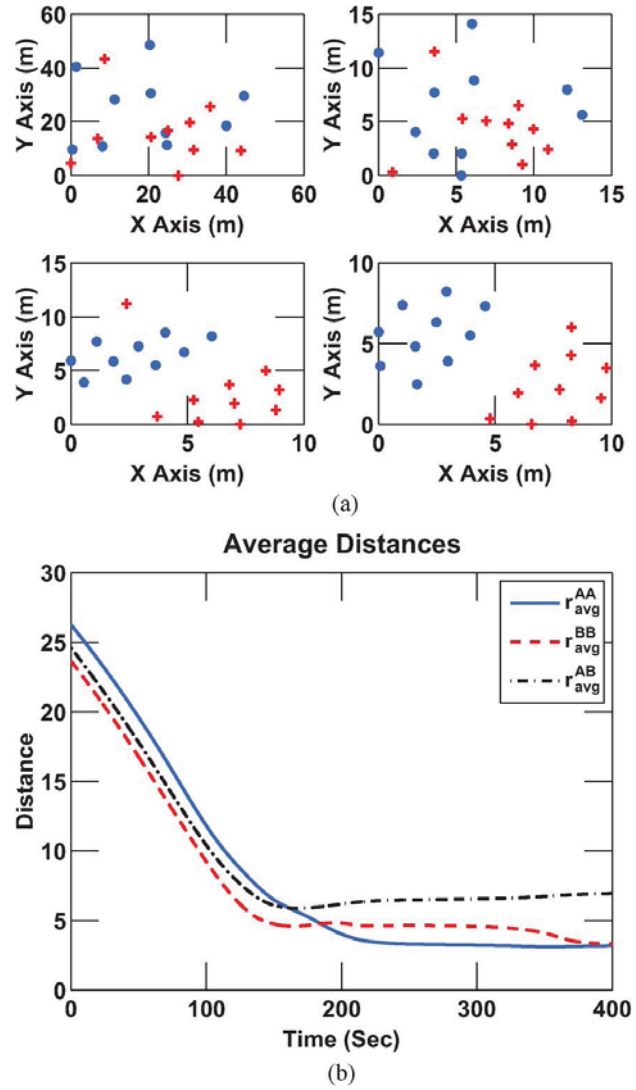 60
40
20
0
0
20
40
60
Y Axis (m)
X Axis (m)
15
10
5
0
0
5
10
15
Y Axis (m)
X Axis (m)
15
10
5
0
0
5
10
Y Axis (m)
X Axis (m)
10
5
0
0
5
10
Y Axis (m)
X Axis (m)
(a)
Average Distances
30
25
20
15
10
5
0
Distance
r^AA_avg
r^BB_avg
r^AB_avg
0
100
200
300
400
Time (Sec)
(b)